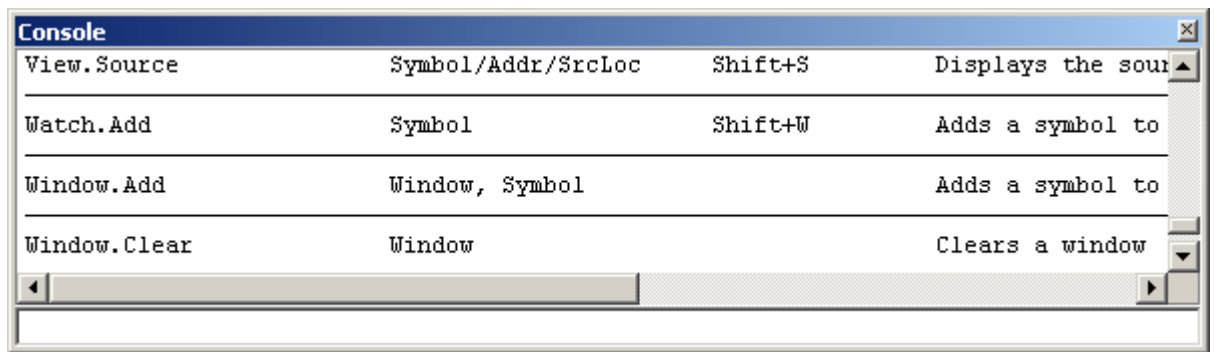 Console
View.Source Symbol/Addr/SrcLoc Shift+S Displays the
Watch.Add Symbol Shift+W Adds a symbol to
Window.Add Window, Symbol Adds a symbol to
Window.Clear Window Clears a window